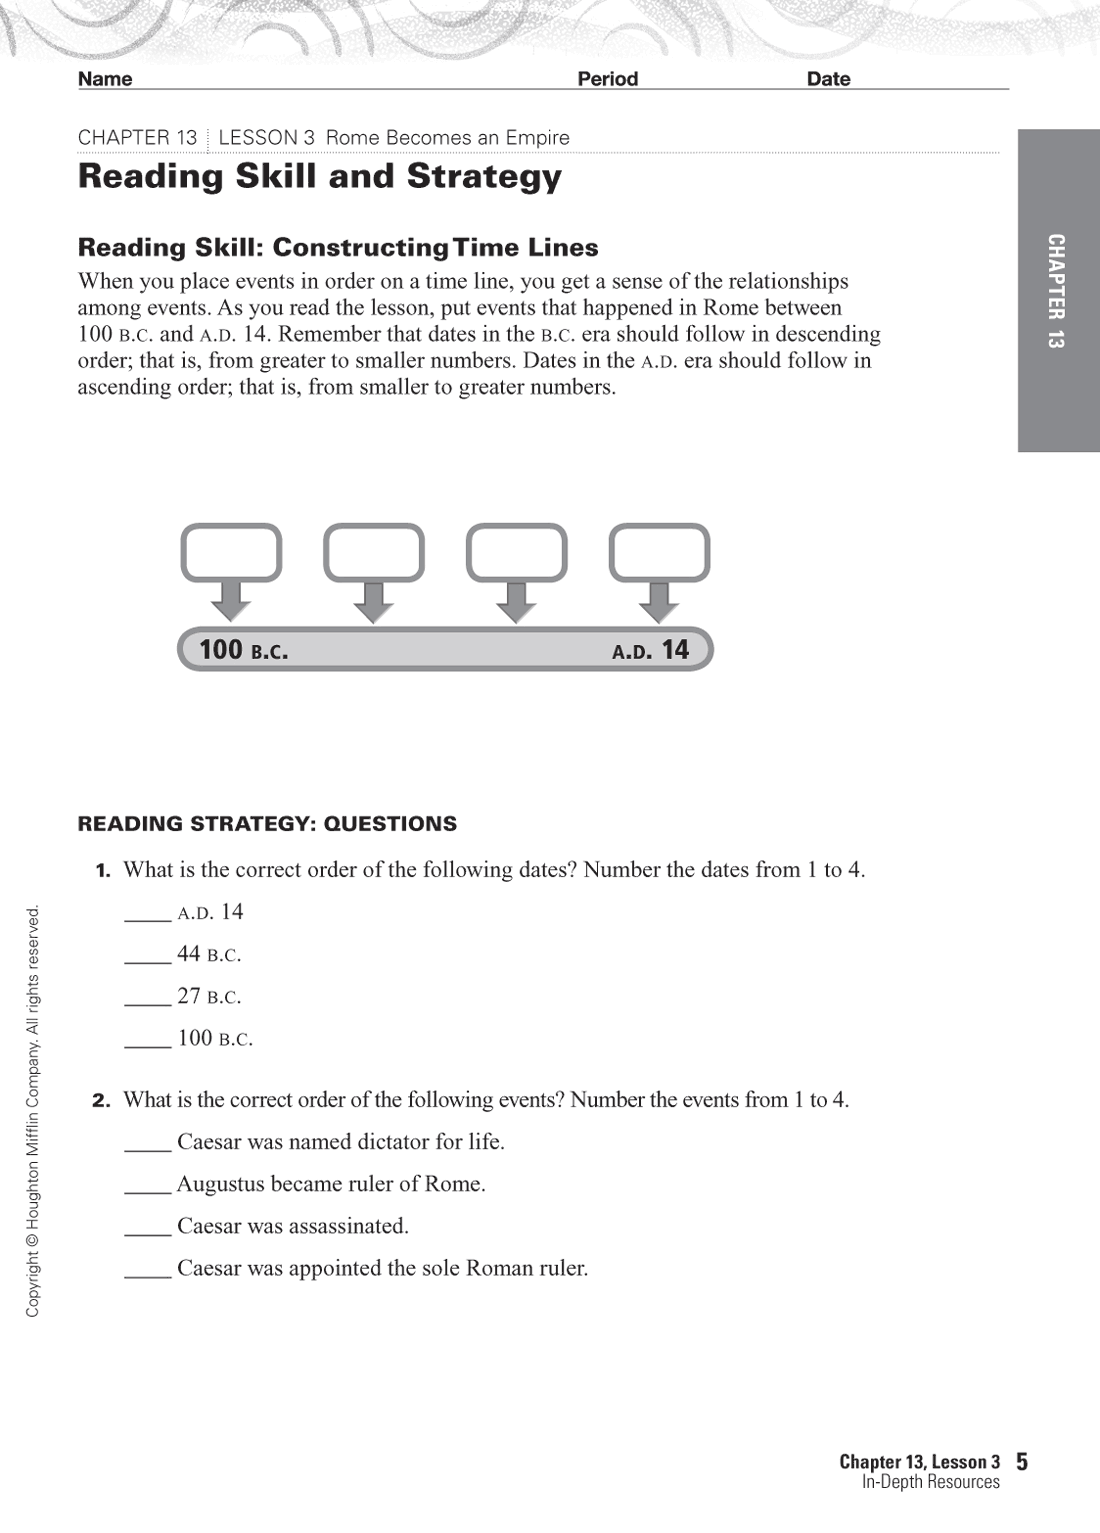 Name Period Date
CHAPTER 13 LESSON 3 Rome Becomes an Empire
Reading Skill and Strategy
Reading Skill: Constructing Time Lines
When you place events in order on a time line, you get a sense of the relationships
among events. As you read the lesson, put events that happened in Rome between
100 B.C. and A.D. 14. Remember that dates in the B.C. era should follow in descending
order; that is, from greater to smaller numbers. Dates in the A.D. era should follow in
ascending order; that is, from smaller to greater numbers.
CHAPTER 13
100 B.C. A.D. 14
READING STRATEGY: QUESTIONS
1. What is the correct order of the following dates? Number the dates from 1 to 4.
____ A.D. 14
____ 44 B.C.
____ 27 B.C.
____ 100 B.C.
2. What is the correct order of the following events? Number the events from 1 to 4.
____ Caesar was named dictator for life.
____ Augustus became ruler of Rome.
____ Caesar was assassinated.
____ Caesar was appointed the sole Roman ruler.
Copyright © Houghton Mifflin Company. All rights reserved.
Chapter 13, Lesson 3 5
In-Depth Resources